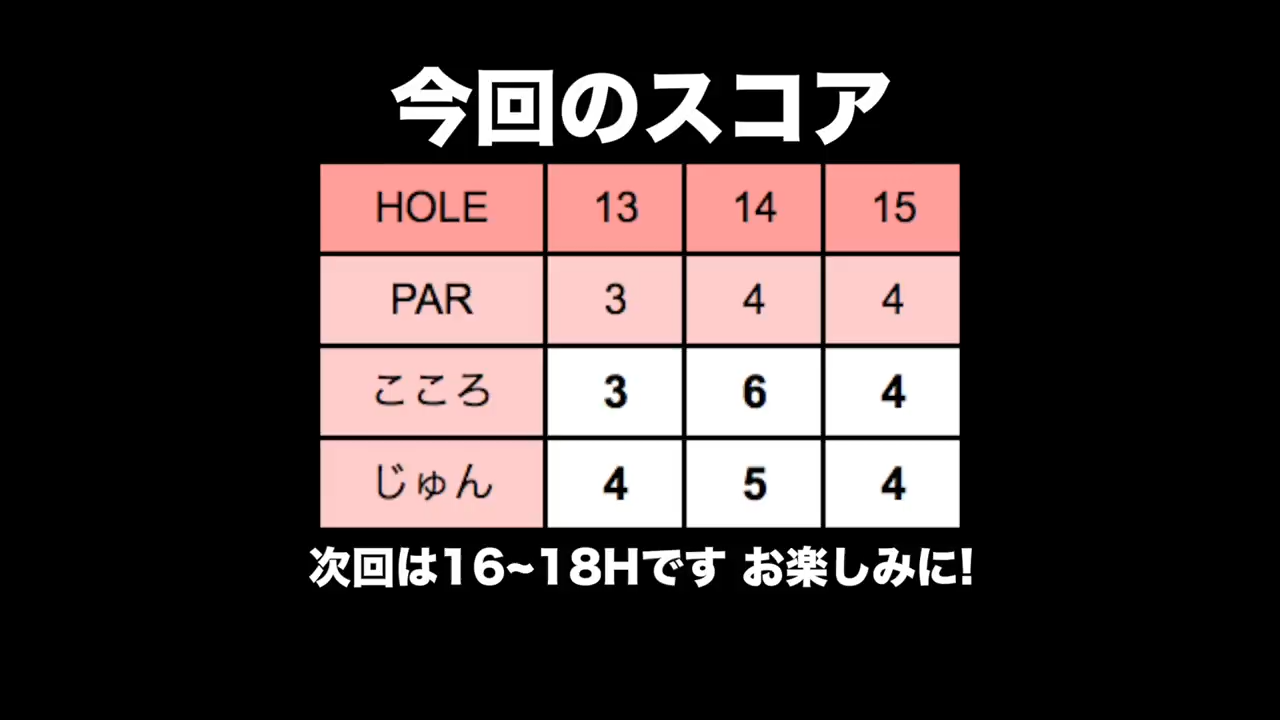 今回のスコア
HOLE 13 14 15
PAR 3 4 4
こころ 3 6 4
じゅん 4 5 4
次回は16~18Hです お楽しみに!